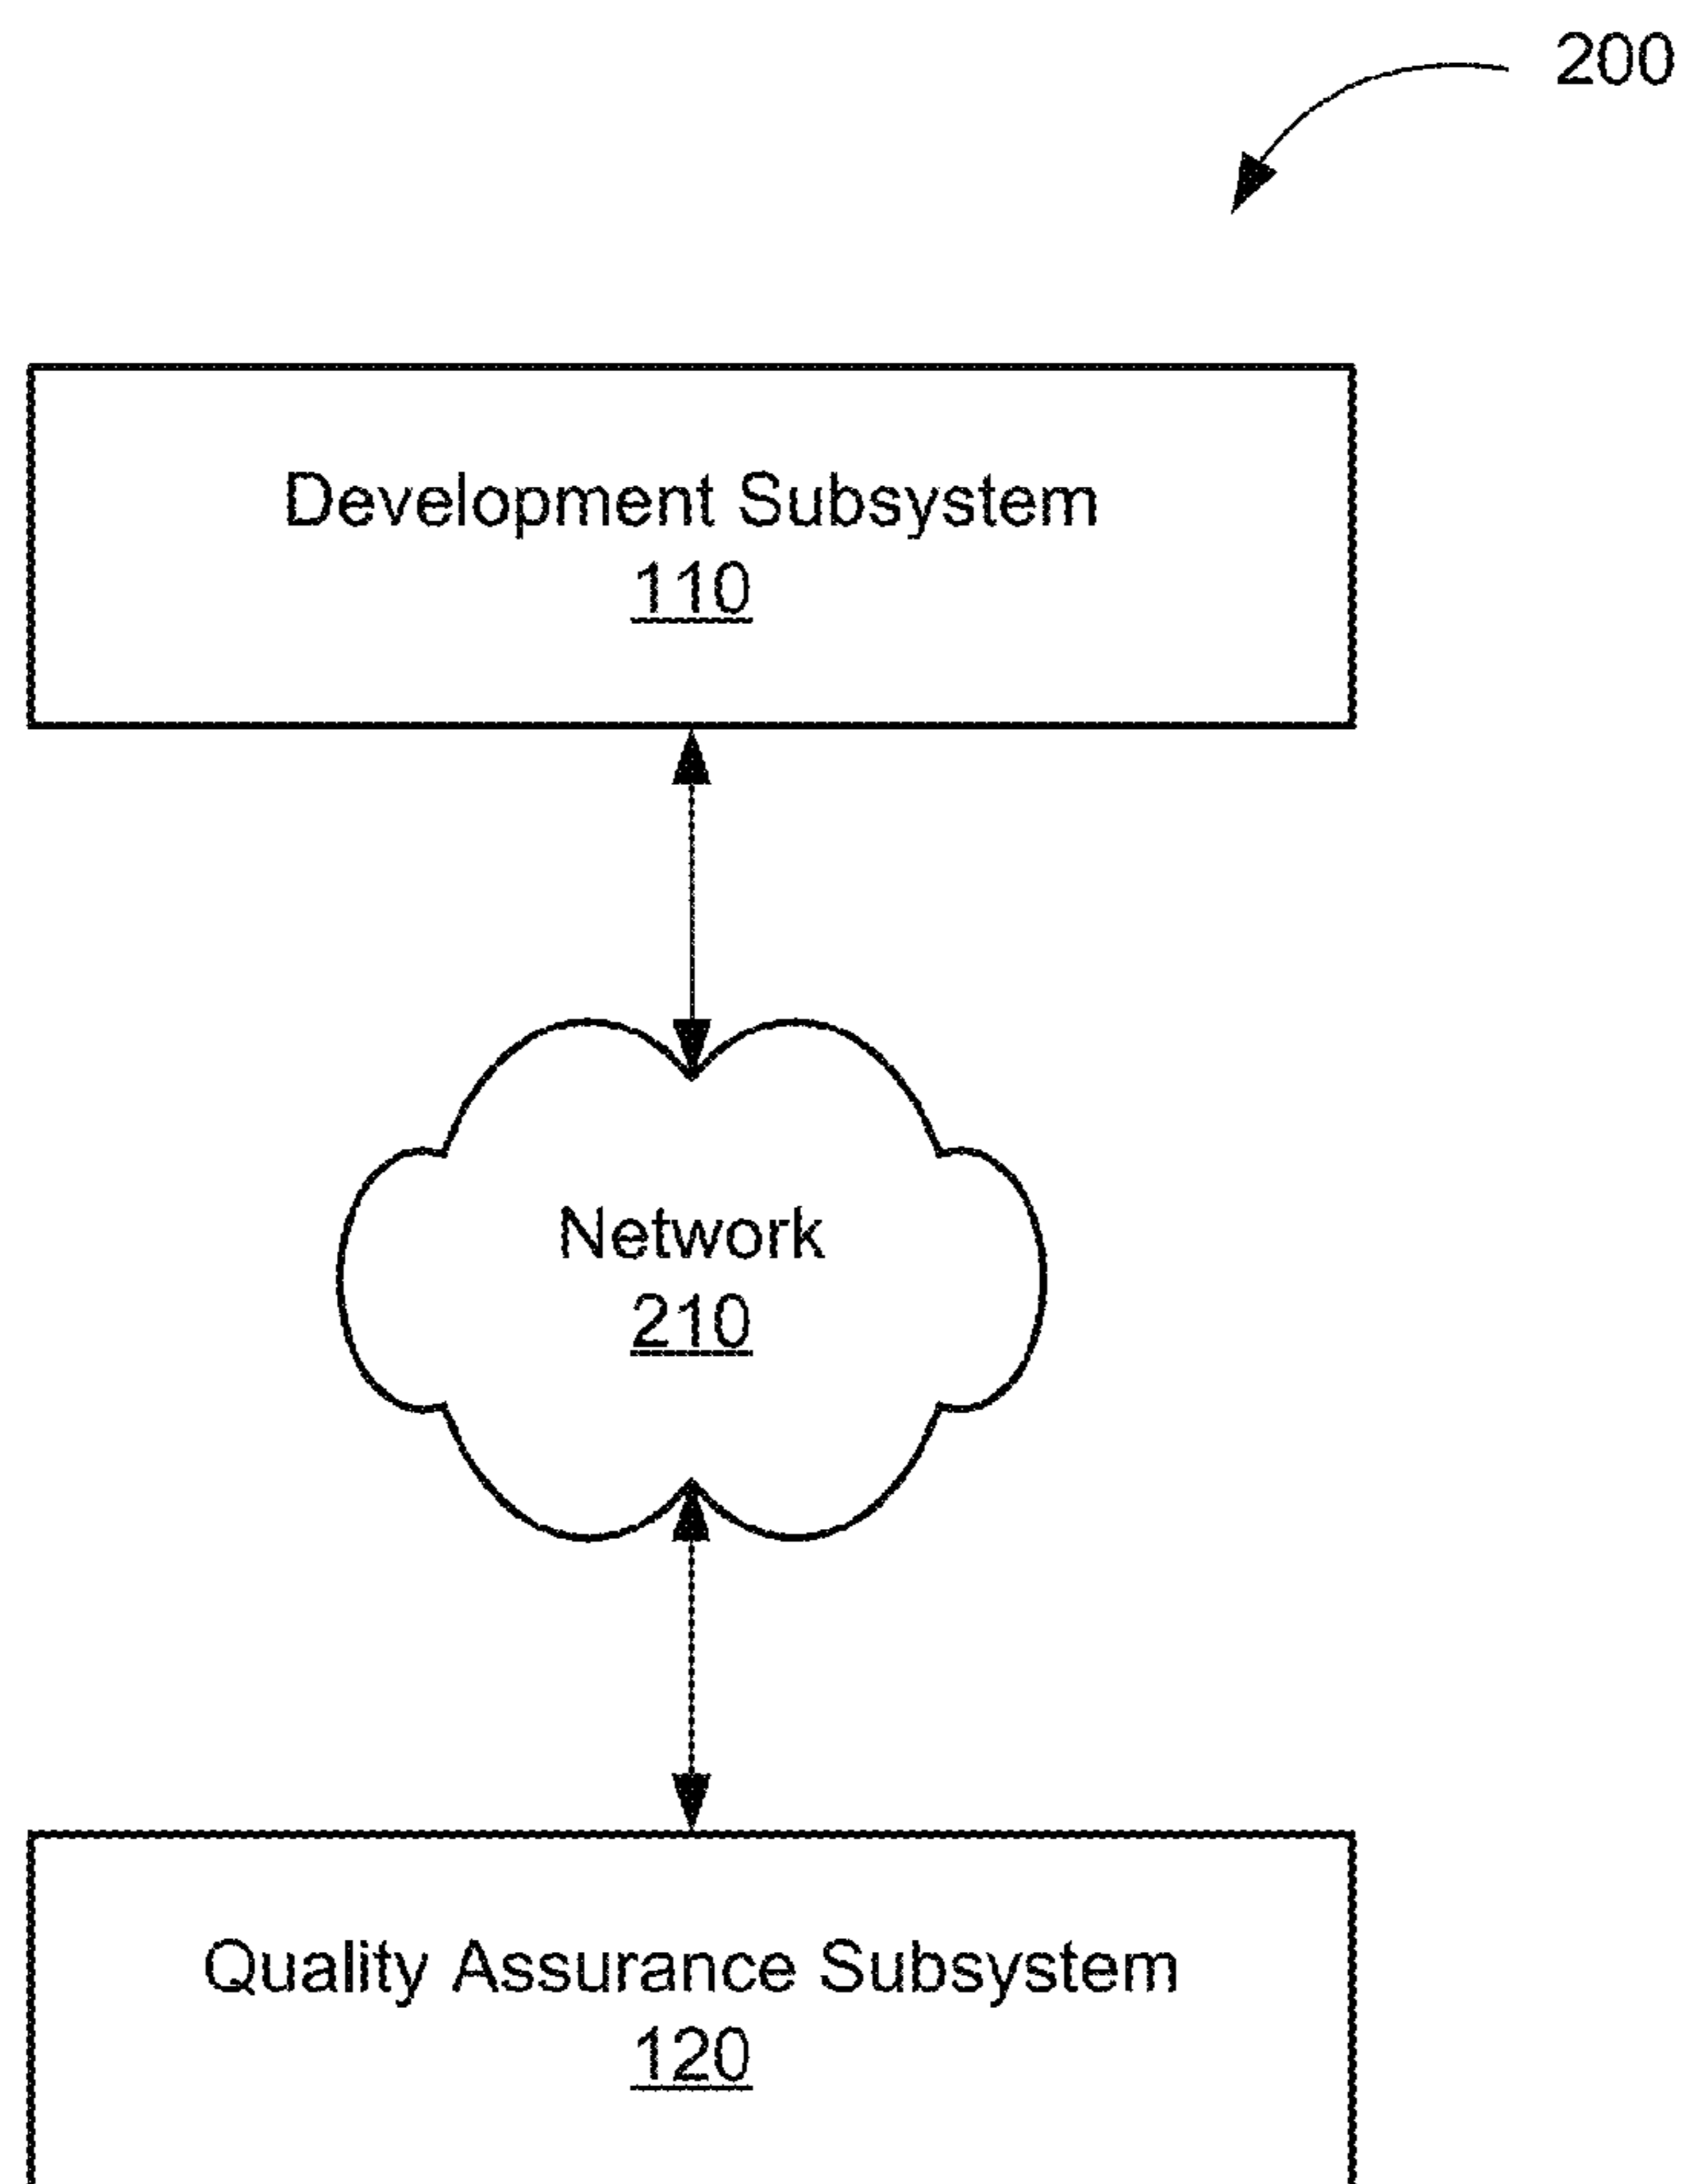 200
Development Subsystem
110
Network
210
Quality Assurance Subsystem
120